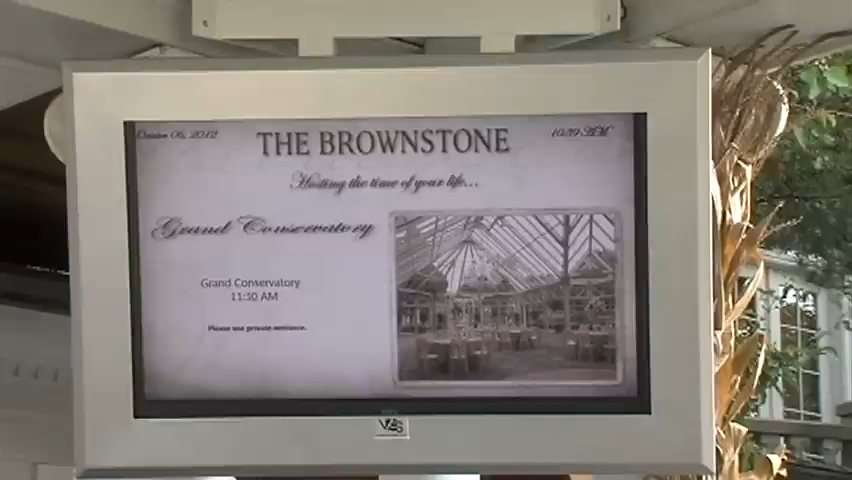 October 06, 2012
THE BROWNSTONE
10:39 AM
Hosting the time of your life...
Grand Conservatory
Grand Conservatory
11:30 AM
Please use private entrance.